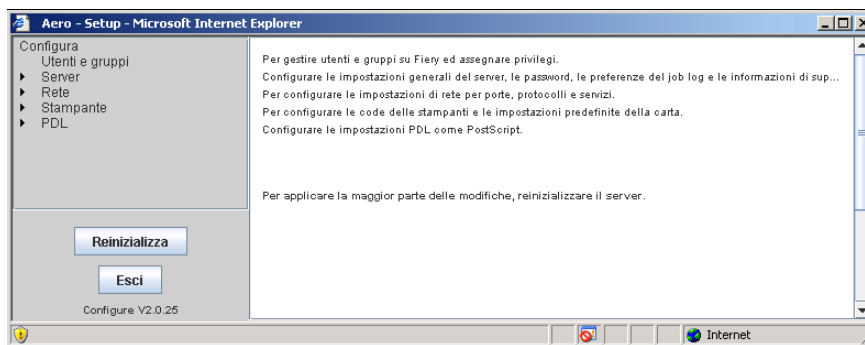 Aero - Setup - Microsoft Internet Explorer
Configura
Utenti e gruppi
Server
Rete
Stampante
PDL
Per gestire utenti e gruppi su Fiery ed assegnare privilegi.
Configurare le impostazioni generali del server, le password, le preferenze del job log e le informazioni di sup...
Per configurare le impostazioni di rete per porte, protocolli e servizi.
Per configurare le code delle stampanti e le impostazioni predefinite della carta.
Configurare le impostazioni PDL come PostScript.
Per applicare la maggior parte delle modifiche, reinizializzare il server.
Reinizializza
Esci
Configure V2.0.25
Internet